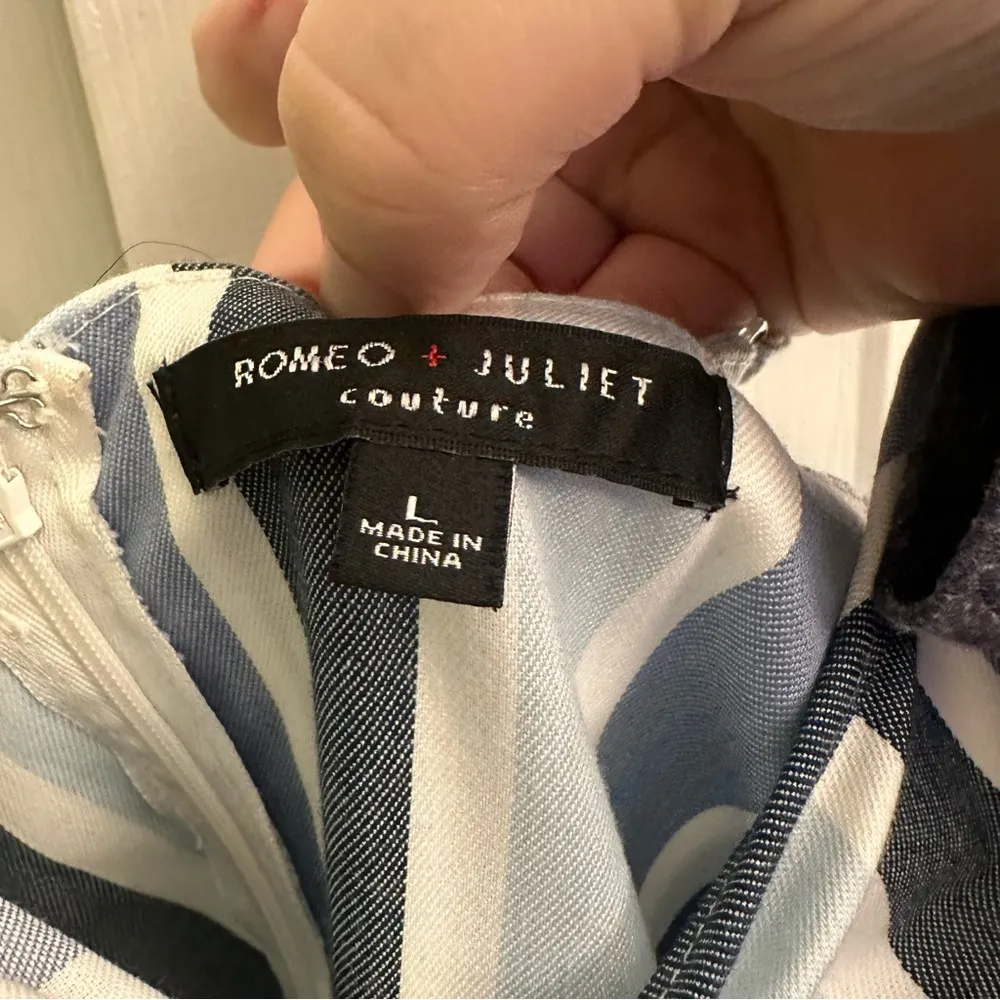 ROMEO + JULIET
couture
L
MADE IN
CHINA